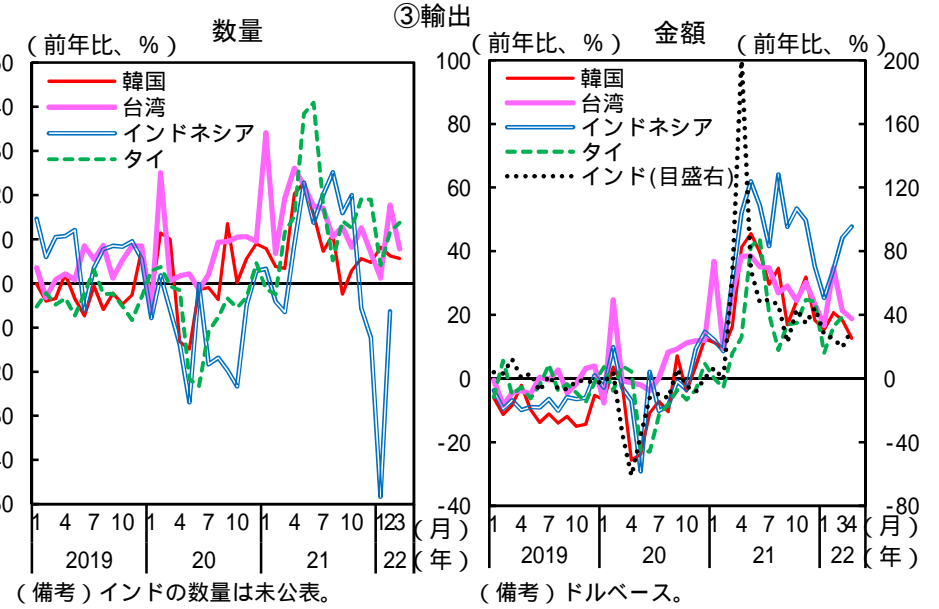 ③輸出
数量
（前年比、％）
韓国
台湾
インドネシア
タイ
1 4 7 10 1 4 7 10 1 4 7 10 1 2 3（月）
2019 20 21 22（年）
（備考）インドの数量は未公表。
金額
（前年比、％） （前年比、％）
韓国
台湾
インドネシア
タイ
インド(目盛右)
100 200
80 160
60 120
40 80
20 40
0 0
-20 -40
-40 -80
1 4 7 10 1 4 7 10 1 4 7 10 1 3 4（月）
2019 20 21 22（年）
（備考）ドルベース。